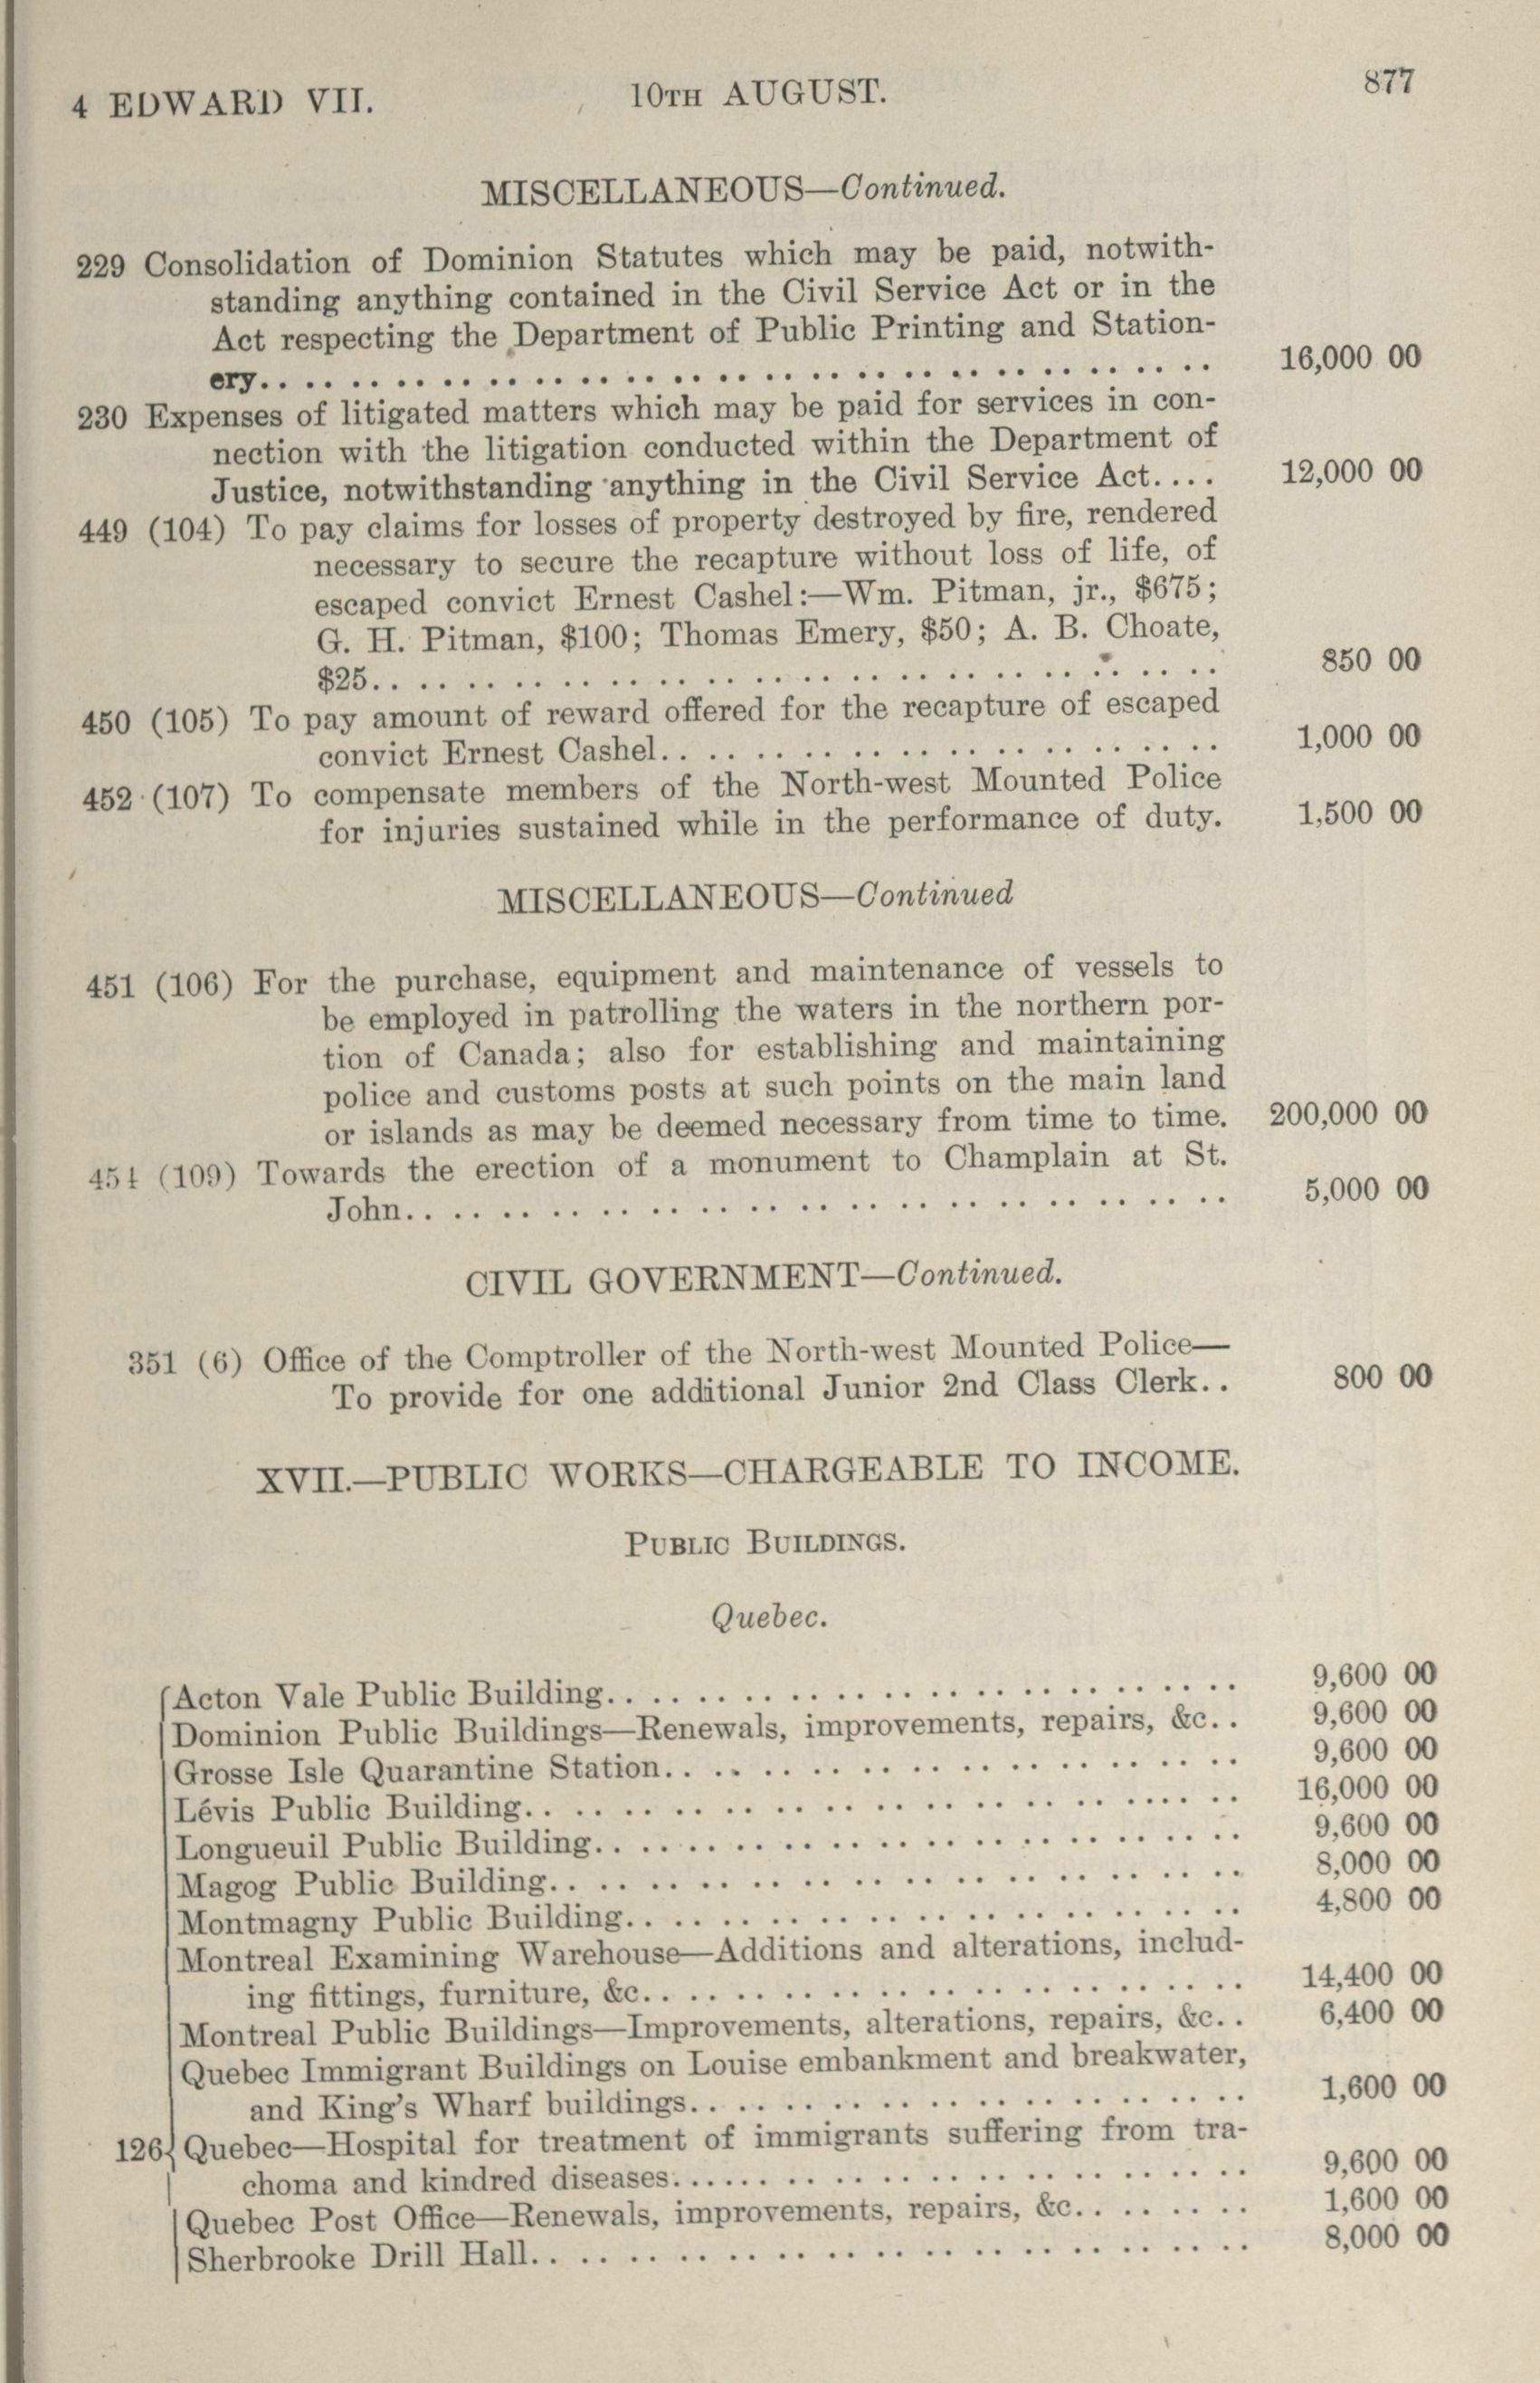 4 EDWARD VII. 10TH AUGUST. 877
MISCELLANEOUS—Continued.
229 Consolidation of Dominion Statutes which may be paid, notwith-
standing anything contained in the Civil Service Act or in the
Act respecting the Department of Public Printing and Station-
ery.................................................. 16,000 00
230 Expenses of litigated matters which may be paid for services in con-
nection with the litigation conducted within the Department of
Justice, notwithstanding anything in the Civil Service Act.... 12,000 00
449 (104) To pay claims for losses of property destroyed by fire, rendered
necessary to secure the recapture without loss of life, of
escaped convict Ernest Cashel:—Wm. Pitman, jr., $675;
G. H. Pitman, $100; Thomas Emery, $50; A. B. Choate,
$25.................................... 850 00
450 (105) To pay amount of reward offered for the recapture of escaped
convict Ernest Cashel........................ 1,000 00
452 (107) To compensate members of the North-west Mounted Police
for injuries sustained while in the performance of duty. 1,500 00
MISCELLANEOUS—Continued
451 (106) For the purchase, equipment and maintenance of vessels to
be employed in patrolling the waters in the northern por-
tion of Canada; also for establishing and maintaining
police and customs posts at such points on the main land
or islands as may be deemed necessary from time to time. 200,000 00
454 (109) Towards the erection of a monument to Champlain at St.
John.................................. 5,000 00
CIVIL GOVERNMENT—Continued.
351 (6) Office of the Comptroller of the North-west Mounted Police—
To provide for one additional Junior 2nd Class Clerk.. 800 00
XVII.—PUBLIC WORKS—CHARGEABLE TO INCOME.
PUBLIC BUILDINGS.
Quebec.
Acton Vale Public Building............................ 9,600 00
Dominion Public Buildings—Renewals, improvements, repairs, &c.. 9,600 00
Grosse Isle Quarantine Station........................ 9,600 00
Lévis Public Building.............................. 16,000 00
Longueuil Public Building............................ 9,600 00
Magog Public Building............................. 8,000 00
Montmagny Public Building.......................... 4,800 00
Montreal Examining Warehouse—Additions and alterations, includ-
ing fittings, furniture, &c.......................... 14,400 00
Montreal Public Buildings—Improvements, alterations, repairs, &c.. 6,400 00
Quebec Immigrant Buildings on Louise embankment and breakwater,
and King's Wharf buildings........................ 1,600 00
126 { Quebec—Hospital for treatment of immigrants suffering from tra-
choma and kindred diseases......................... 9,600 00
Quebec Post Office—Renewals, improvements, repairs, &c........ 1,600 00
Sherbrooke Drill Hall.............................. 8,000 00